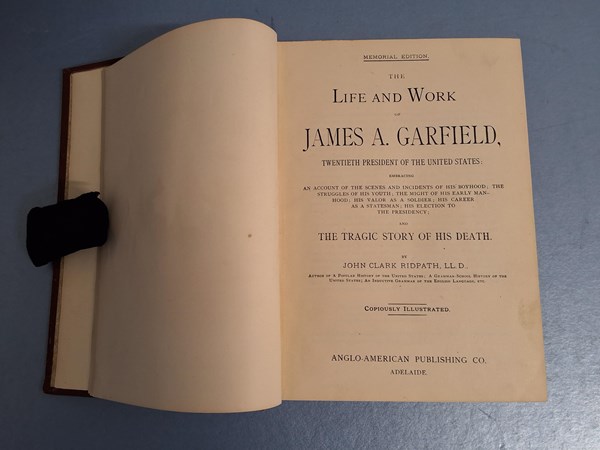 MEMORIAL EDITION.
THE
LIFE AND WORK
OF
JAMES A. GARFIELD,
TWENTIETH PRESIDENT OF THE UNITED STATES:
EMBRACING
AN ACCOUNT OF THE SCENES AND INCIDENTS OF HIS BOYHOOD; THE
STRUGGLES OF HIS YOUTH; THE MIGHT OF HIS EARLY MAN-
HOOD; HIS VALOR AS A SOLDIER; HIS CAREER
AS A STATESMAN; HIS ELECTION TO
THE PRESIDENCY;
AND
THE TRAGIC STORY OF HIS DEATH.
BY
JOHN CLARK RIDPATH, LL.D.,
AUTHOR OF A POPULAR HISTORY OF THE UNITED STATES; A GRAMMAR-SCHOOL HISTORY OF THE
UNITED STATES; AN INDUCTIVE GRAMMAR OF THE ENGLISH LANGUAGE, ETC.
COPIOUSLY ILLUSTRATED.
ANGLO-AMERICAN PUBLISHING CO.
ADELAIDE.